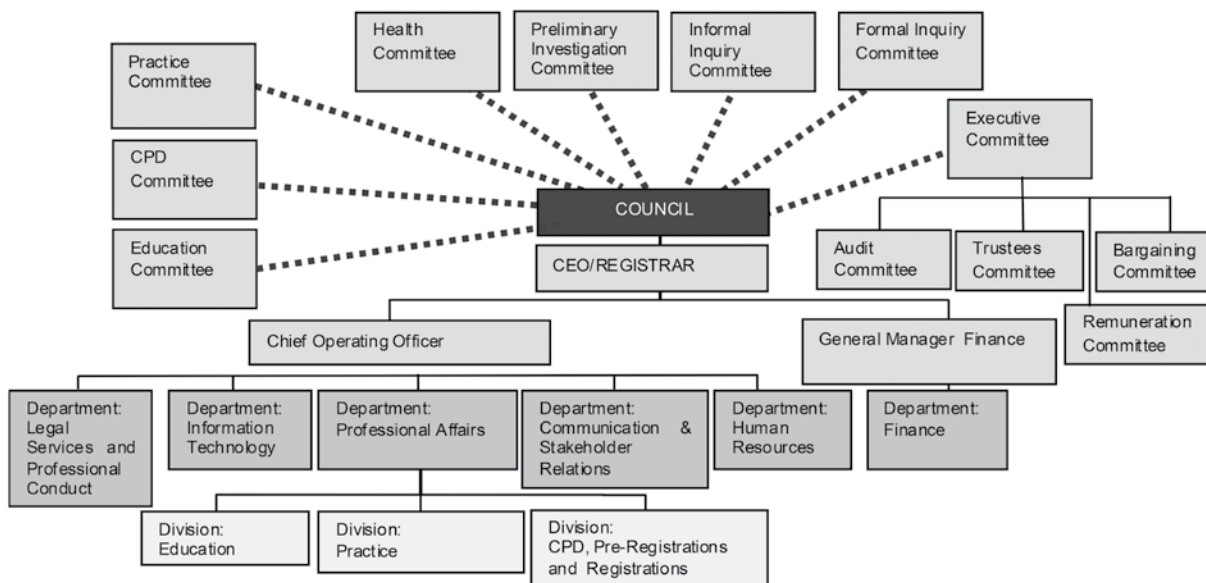 Health
Committee
Preliminary
Investigation
Committee
Informal
Inquiry
Committee
Formal Inquiry
Committee
Practice
Committee
Executive
Committee
CPD
Committee
COUNCIL
Education
Committee
Audit
Committee
Trustees
Committee
Bargaining
Committee
CEO/REGISTRAR
Chief Operating Officer
General Manager Finance
Remuneration
Committee
Department:
Legal
Services and
Professional
Conduct
Department:
Information
Technology
Department:
Professional Affairs
Department:
Communication &
Stakeholder
Relations
Department:
Human
Resources
Department:
Finance
Division:
Education
Division:
Practice
Division:
CPD, Pre-Registrations
and Registrations